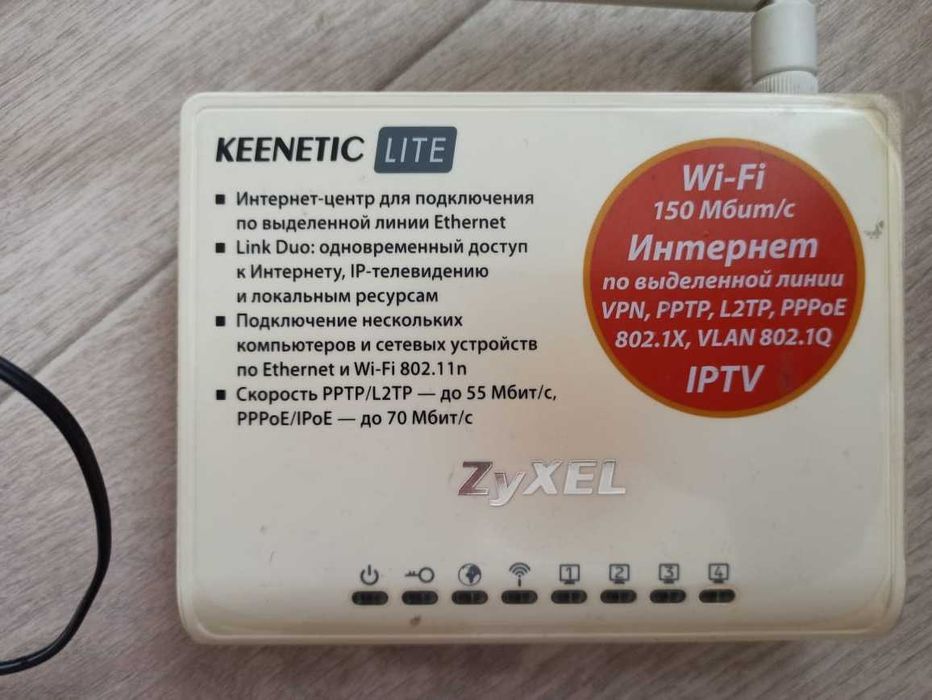 KEENETIC LITE
Интернет-центр для подключения
по выделенной линии Ethernet
Link Duo: одновременный доступ
к Интернету, IP-телевидению
и локальным ресурсам
Подключение нескольких
компьютеров и сетевых устройств
по Ethernet и Wi-Fi 802.11n
Скорость PPTP/L2TP — до 55 Мбит/с,
PPPoE/IPoE — до 70 Мбит/с
Wi-Fi
150 Мбит/с
Интернет
по выделенной линии
VPN, PPTP, L2TP, PPPoE
802.1X, VLAN 802.1Q
IPTV
ZyXEL
1 2 3 4